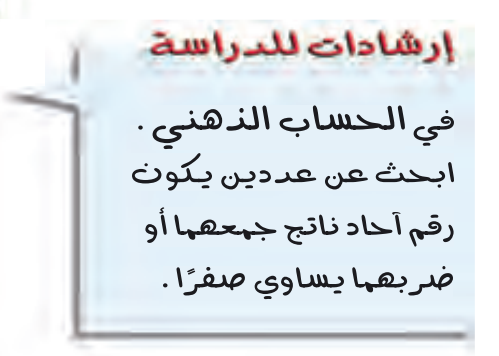 إرشادات للدراسة
في الحساب الذهني .
ابحث عن عددين يكون
رقم آحاد ناتج جمعهما أو
ضربهما يساوي صفرًا .